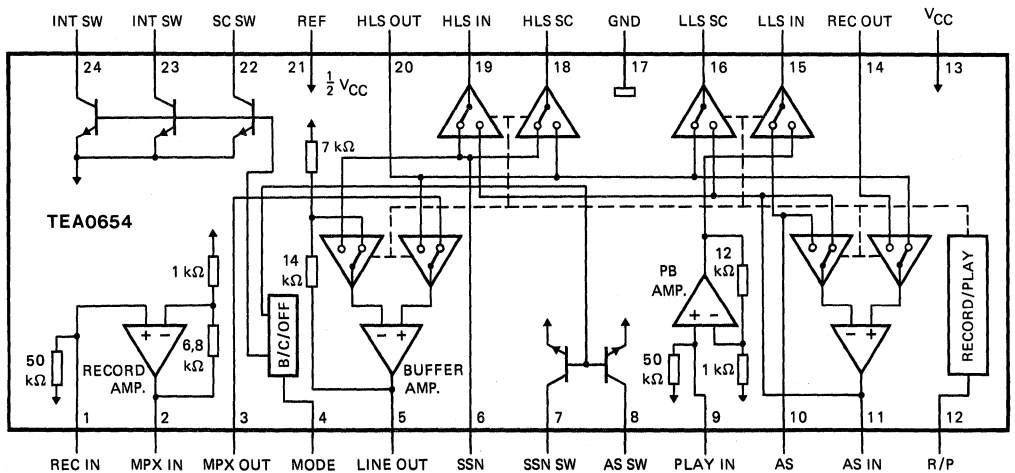 INT SW INT SW SC SW REF HLS OUT HLS IN HLS SC GND LLS SC LLS IN REC OUT VCC
24 23 22 21 20 19 18 17 16 15 14 13
½ VCC
7 kΩ
TEA0654
1 kΩ
14 kΩ
12 kΩ
PB AMP.
+ −
RECORD/PLAY
B/C/OFF
50 kΩ
+ −
RECORD AMP.
6,8 kΩ
− +
BUFFER AMP.
50 kΩ
1 kΩ
− +
1 2 3 4 5 6 7 8 9 10 11 12
REC IN MPX IN MPX OUT MODE LINE OUT SSN SSN SW AS SW PLAY IN AS AS IN R/P